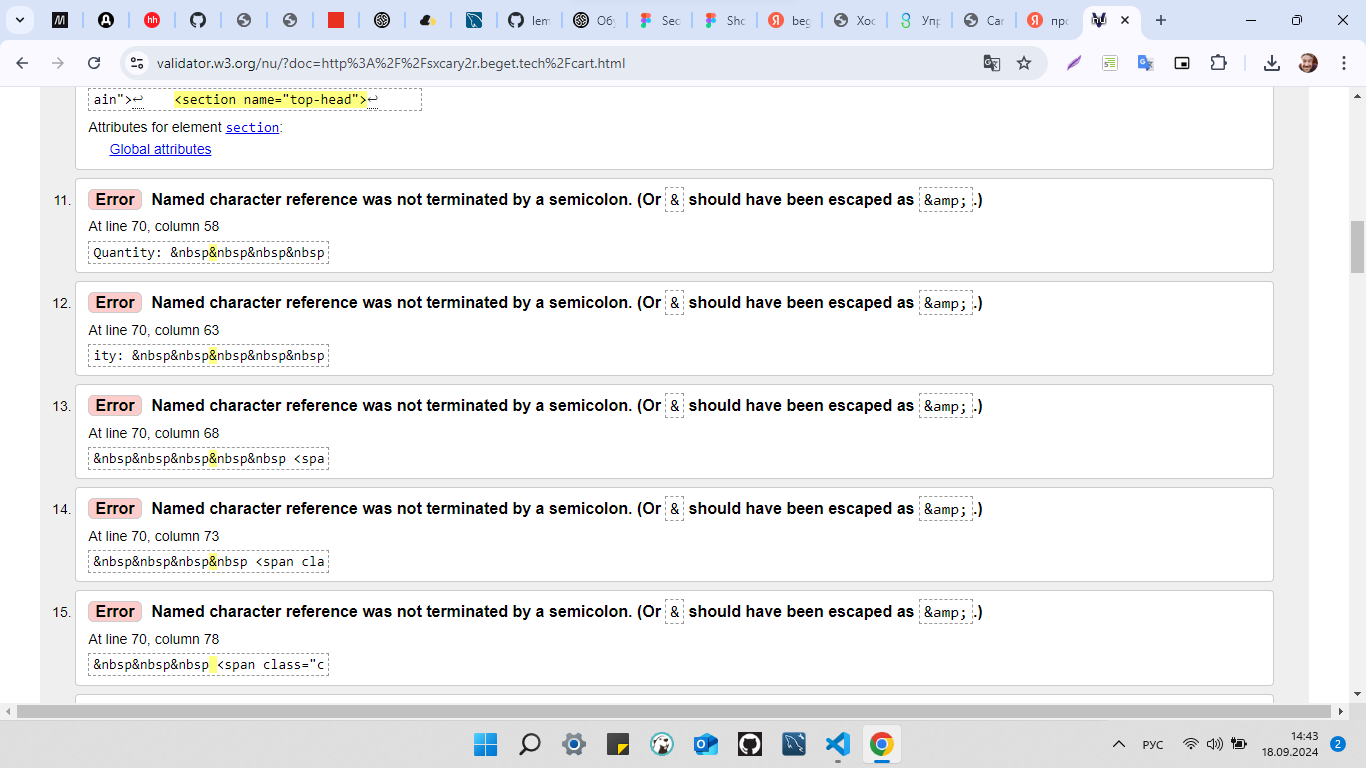 hh
lem
Обу
Sec
Sho
beg
Хос
Упр
Car
про
validator.w3.org/nu/?doc=http%3A%2F%2Fsxcary2r.beget.tech%2Fcart.html
ain">↩    <section name="top-head">↩
Attributes for element section:
Global attributes
11. Error Named character reference was not terminated by a semicolon. (Or & should have been escaped as &amp;.)
At line 70, column 58
Quantity: &nbsp&nbsp&nbsp&nbsp
12. Error Named character reference was not terminated by a semicolon. (Or & should have been escaped as &amp;.)
At line 70, column 63
ity: &nbsp&nbsp&nbsp&nbsp&nbsp
13. Error Named character reference was not terminated by a semicolon. (Or & should have been escaped as &amp;.)
At line 70, column 68
&nbsp&nbsp&nbsp&nbsp&nbsp <spa
14. Error Named character reference was not terminated by a semicolon. (Or & should have been escaped as &amp;.)
At line 70, column 73
&nbsp&nbsp&nbsp&nbsp <span cla
15. Error Named character reference was not terminated by a semicolon. (Or & should have been escaped as &amp;.)
At line 70, column 78
&nbsp&nbsp&nbsp <span class="c
РУС
14:43
18.09.2024
2